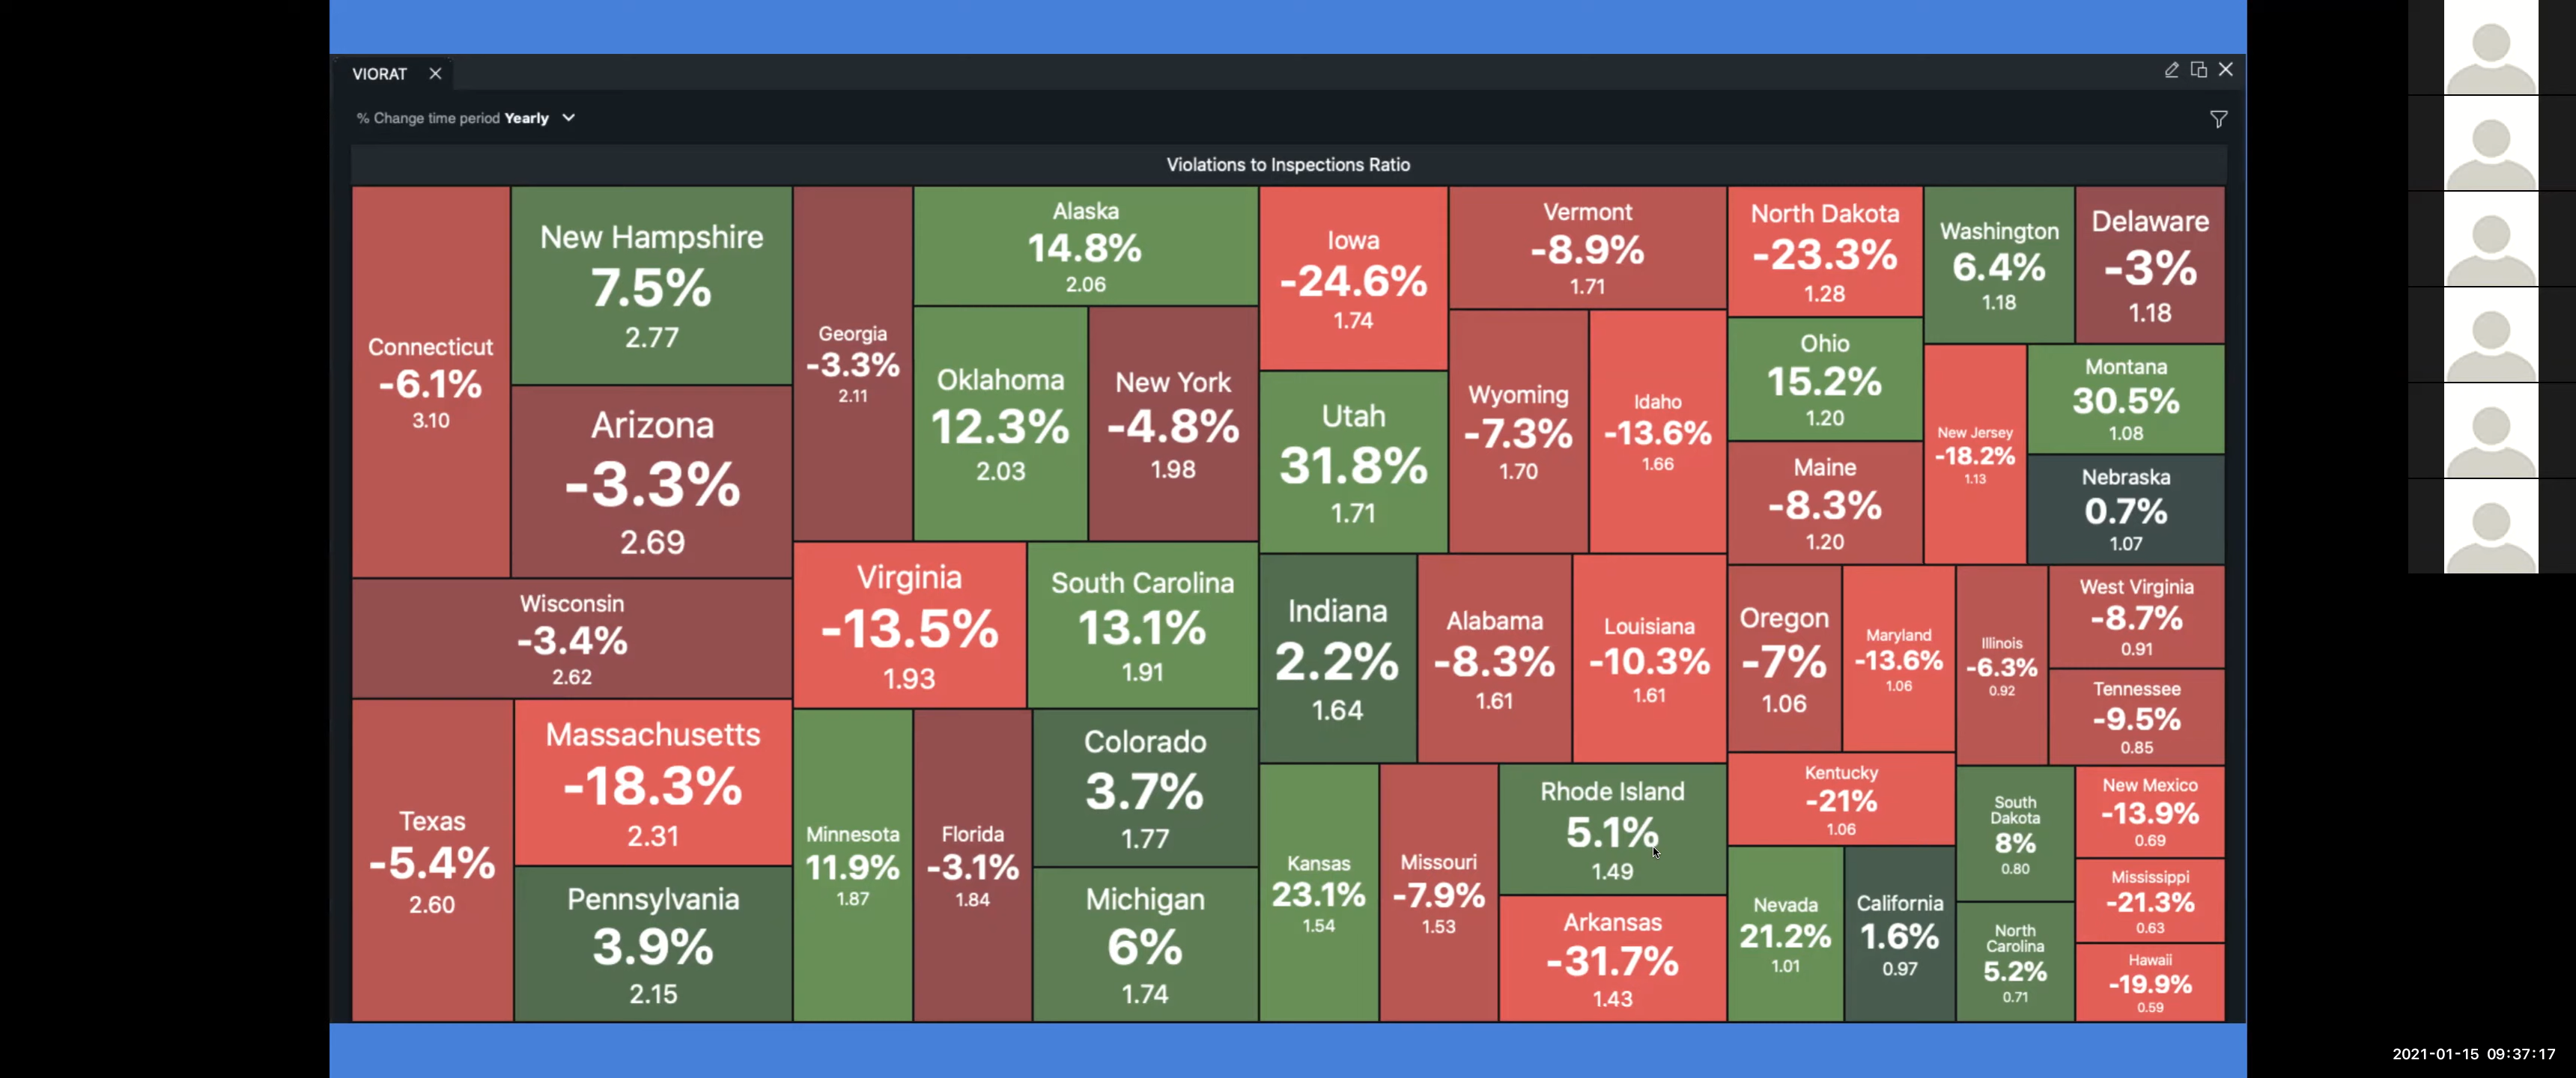 VIORAT
% Change time period Yearly
Violations to Inspections Ratio
Connecticut
-6.1%
3.10
New Hampshire
7.5%
2.77
Arizona
-3.3%
2.69
Wisconsin
-3.4%
2.62
Texas
-5.4%
2.60
Massachusetts
-18.3%
2.31
Pennsylvania
3.9%
2.15
Georgia
-3.3%
2.11
Alaska
14.8%
2.06
Oklahoma
12.3%
2.03
New York
-4.8%
1.98
Virginia
-13.5%
1.93
South Carolina
13.1%
1.91
Minnesota
11.9%
1.87
Florida
-3.1%
1.84
Colorado
3.7%
1.77
Michigan
6%
1.74
Iowa
-24.6%
1.74
Utah
31.8%
1.71
Vermont
-8.9%
1.71
Wyoming
-7.3%
1.70
Idaho
-13.6%
1.66
Indiana
2.2%
1.64
Alabama
-8.3%
1.61
Louisiana
-10.3%
1.61
Kansas
23.1%
1.54
Missouri
-7.9%
1.53
Rhode Island
5.1%
1.49
Arkansas
-31.7%
1.43
North Dakota
-23.3%
1.28
Ohio
15.2%
1.20
Maine
-8.3%
1.20
Washington
6.4%
1.18
Delaware
-3%
1.18
New Jersey
-18.2%
1.13
Montana
30.5%
1.08
Nebraska
0.7%
1.07
Oregon
-7%
1.06
Maryland
-13.6%
1.06
Kentucky
-21%
1.06
Nevada
21.2%
1.01
California
1.6%
0.97
Illinois
-6.3%
0.92
West Virginia
-8.7%
0.91
Tennessee
-9.5%
0.85
South
Dakota
8%
0.80
North
Carolina
5.2%
0.71
New Mexico
-13.9%
0.69
Mississippi
-21.3%
0.63
Hawaii
-19.9%
0.59
2021-01-15 09:37:17